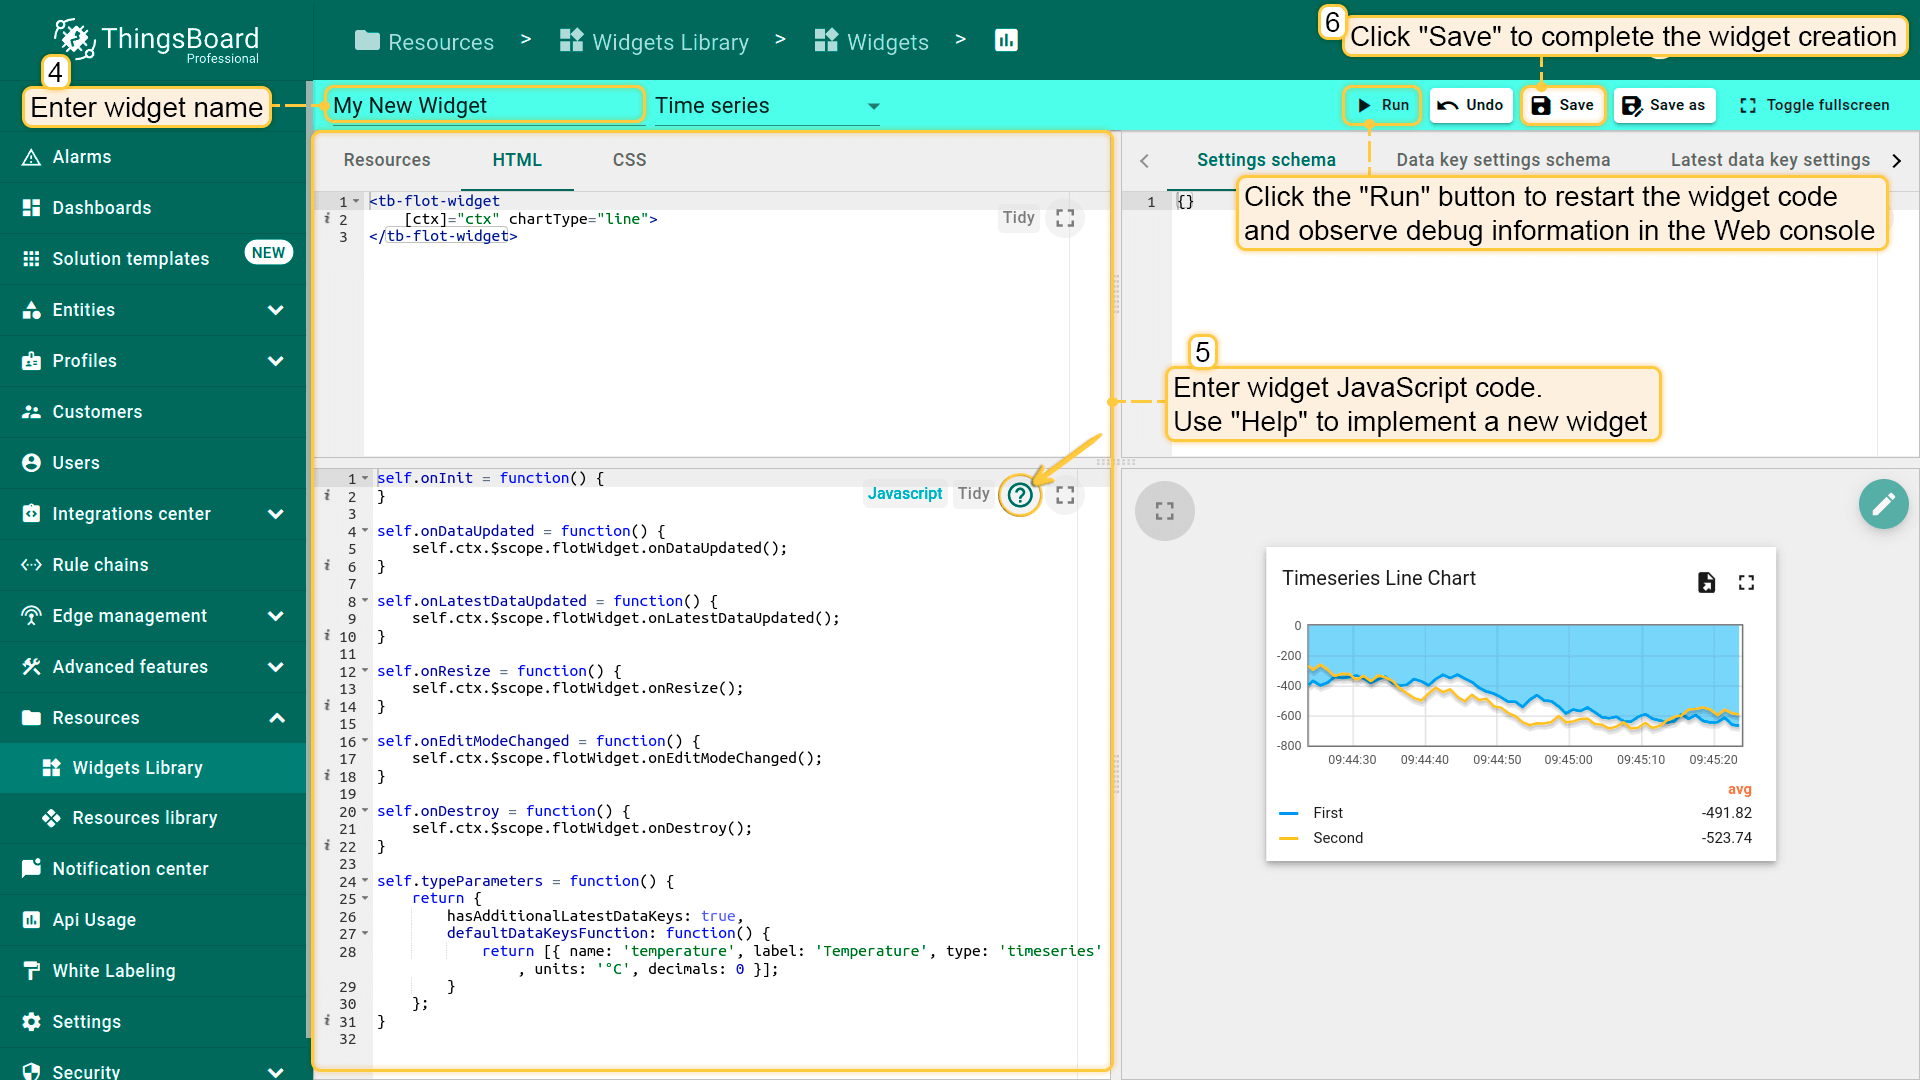 ThingsBoard
Professional
Resources > Widgets Library > Widgets >
6
Click "Save" to complete the widget creation
4
Enter widget name
My New Widget
Time series
Run
Undo
Save
Save as
Toggle fullscreen
Alarms
Dashboards
Solution templates NEW
Entities
Profiles
Customers
Users
Integrations center
Rule chains
Edge management
Advanced features
Resources
Widgets Library
Resources library
Notification center
Api Usage
White Labeling
Settings
Security
Resources HTML CSS
1 <tb-flot-widget
i 2 [ctx]="ctx" chartType="line">
3 </tb-flot-widget>
Tidy
Settings schema Data key settings schema Latest data key settings
1 {}
Click the "Run" button to restart the widget code
and observe debug information in the Web console
5
Enter widget JavaScript code.
Use "Help" to implement a new widget
Javascript Tidy ?
1 self.onInit = function() {
i 2 }
3
4 self.onDataUpdated = function() {
5 self.ctx.$scope.flotWidget.onDataUpdated();
i 6 }
7
8 self.onLatestDataUpdated = function() {
9 self.ctx.$scope.flotWidget.onLatestDataUpdated();
i 10 }
11
12 self.onResize = function() {
13 self.ctx.$scope.flotWidget.onResize();
i 14 }
15
16 self.onEditModeChanged = function() {
17 self.ctx.$scope.flotWidget.onEditModeChanged();
i 18 }
19
20 self.onDestroy = function() {
21 self.ctx.$scope.flotWidget.onDestroy();
i 22 }
23
24 self.typeParameters = function() {
25 return {
26 hasAdditionalLatestDataKeys: true,
27 defaultDataKeysFunction: function() {
28 return [{ name: 'temperature', label: 'Temperature', type: 'timeseries'
, units: '°C', decimals: 0 }];
29 }
30 };
i 31 }
32
Timeseries Line Chart
0
-200
-400
-600
-800
09:44:30 09:44:40 09:44:50 09:45:00 09:45:10 09:45:20
avg
First -491.82
Second -523.74